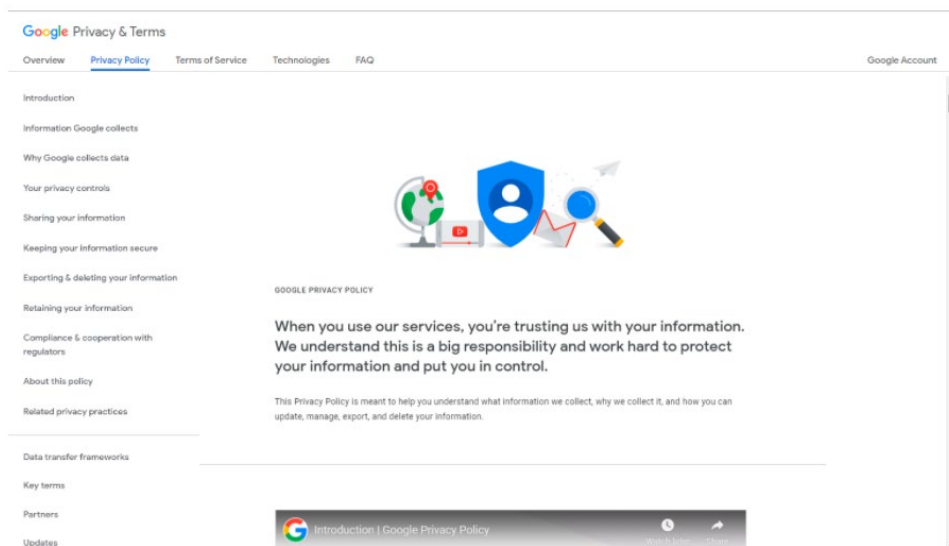 Google Privacy & Terms
Overview Privacy Policy Terms of Service Technologies FAQ Google Account
Introduction
Information Google collects
Why Google collects data
Your privacy controls
Sharing your information
Keeping your information secure
Exporting & deleting your information
Retaining your information
Compliance & cooperation with
regulators
About this policy
Related privacy practices
Data transfer frameworks
Key terms
Partners
Updates
GOOGLE PRIVACY POLICY
When you use our services, you're trusting us with your information.
We understand this is a big responsibility and work hard to protect
your information and put you in control.
This Privacy Policy is meant to help you understand what information we collect, why we collect it, and how you can
update, manage, export, and delete your information.
Introduction | Google Privacy Policy
Watch later Share